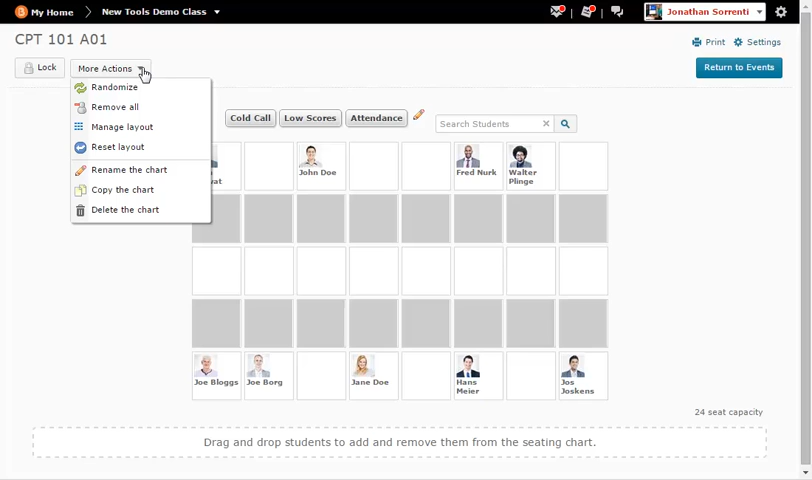 My Home
New Tools Demo Class
Jonathan Sorrenti
CPT 101 A01
Print
Settings
Lock
More Actions
Return to Events
Randomize
Remove all
Manage layout
Reset layout
Rename the chart
Copy the chart
Delete the chart
Cold Call
Low Scores
Attendance
Search Students
John Doe
Fred Nurk
Walter
Plinge
Joe Bloggs
Joe Borg
Jane Doe
Hans
Meier
Jos
Joskens
24 seat capacity
Drag and drop students to add and remove them from the seating chart.